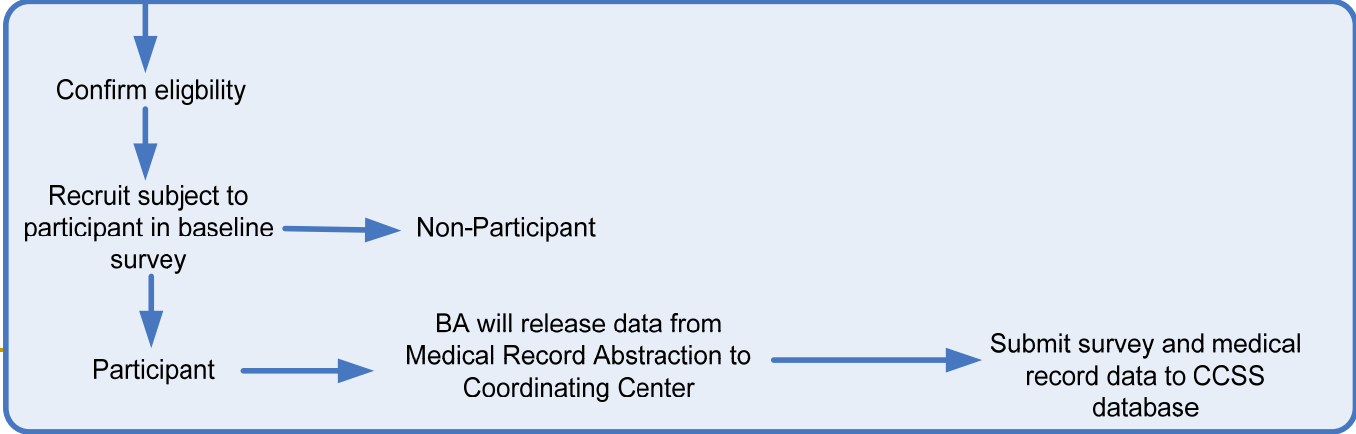 Confirm eligbility
Recruit subject to
participant in baseline
survey
Non-Participant
Participant
BA will release data from
Medical Record Abstraction to
Coordinating Center
Submit survey and medical
record data to CCSS
database